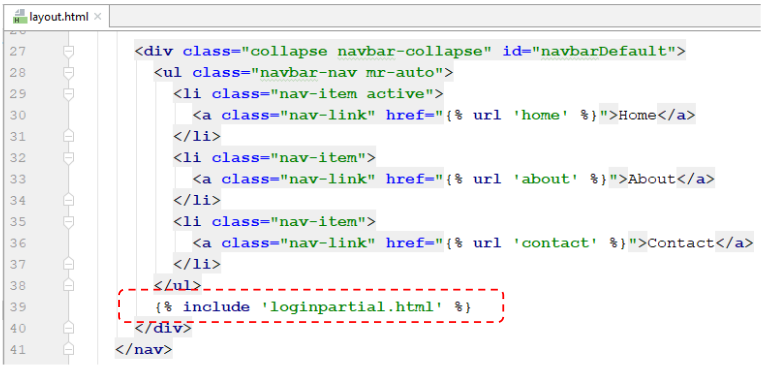 layout.html ×
27 <div class="collapse navbar-collapse" id="navbarDefault">
28 <ul class="navbar-nav mr-auto">
29 <li class="nav-item active">
30 <a class="nav-link" href="{% url 'home' %}">Home</a>
31 </li>
32 <li class="nav-item">
33 <a class="nav-link" href="{% url 'about' %}">About</a>
34 </li>
35 <li class="nav-item">
36 <a class="nav-link" href="{% url 'contact' %}">Contact</a>
37 </li>
38 </ul>
39 {% include 'loginpartial.html' %}
40 </div>
41 </nav>